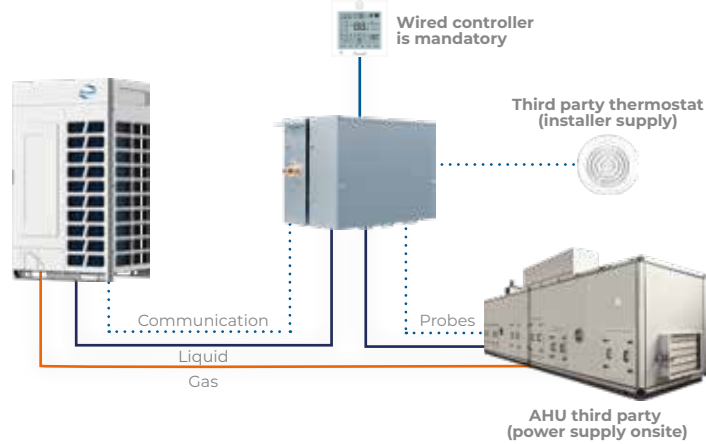 Wired controller
is mandatory
Third party thermostat
(installer supply)
Communication
Probes
Liquid
Gas
AHU third party
(power supply onsite)